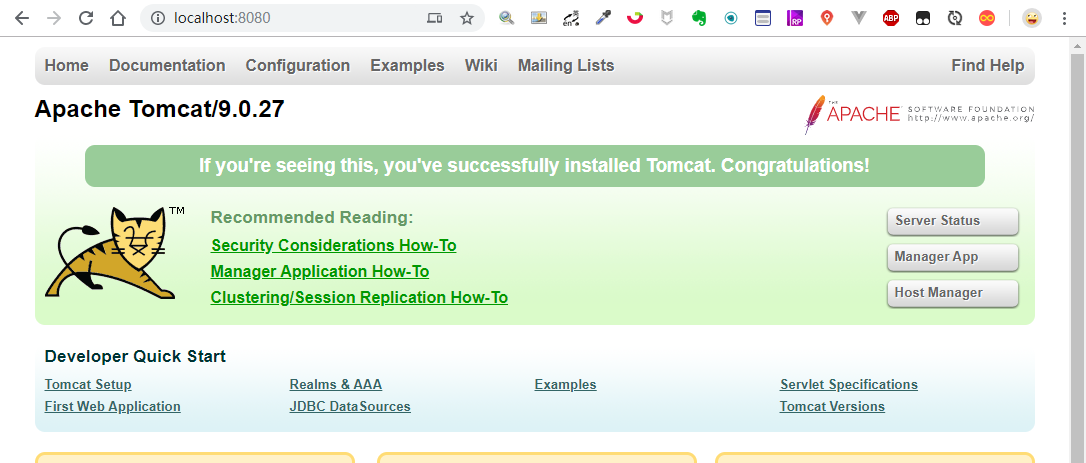 localhost:8080
en
RP
ABP
Home Documentation Configuration Examples Wiki Mailing Lists Find Help
Apache Tomcat/9.0.27
THE APACHE™ SOFTWARE FOUNDATION
http://www.apache.org/
If you're seeing this, you've successfully installed Tomcat. Congratulations!
TM
Recommended Reading:
Security Considerations How-To
Manager Application How-To
Clustering/Session Replication How-To
Server Status
Manager App
Host Manager
Developer Quick Start
Tomcat Setup Realms & AAA Examples Servlet Specifications
First Web Application JDBC DataSources Tomcat Versions